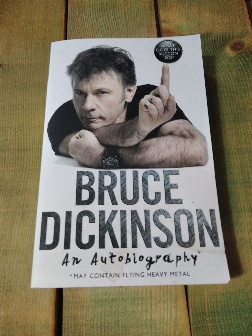 BRUCE
DICKINSON
An Autobiography
*MAY CONTAIN FLYING HEAVY METAL